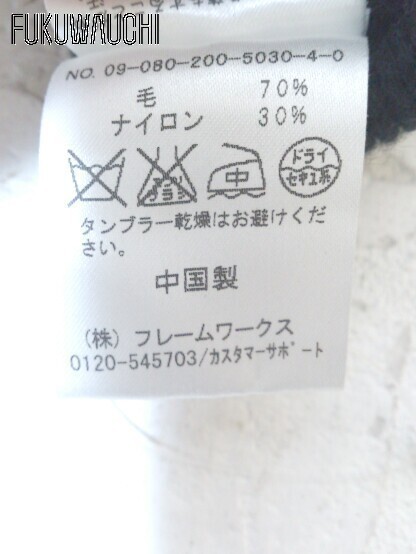 FUKUWAUCHI
NO. 09-080-200-5030-4-0
毛 70%
ナイロン 30%
中
ドライ
セキユ系
タンブラー乾燥はお避けくだ
さい。
中国製
(株) フレームワークス
0120-545703/カスタマーサポート